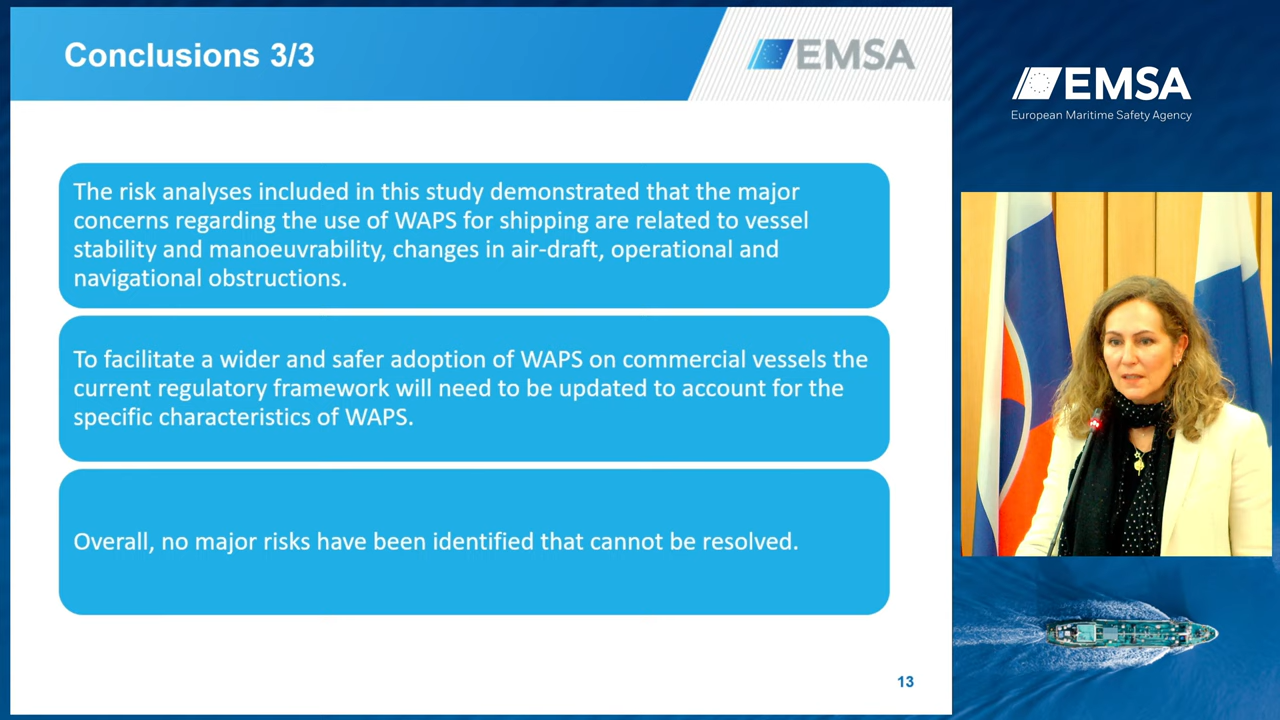 Conclusions 3/3
EMSA
The risk analyses included in this study demonstrated that the major
concerns regarding the use of WAPS for shipping are related to vessel
stability and manoeuvrability, changes in air-draft, operational and
navigational obstructions.
To facilitate a wider and safer adoption of WAPS on commercial vessels the
current regulatory framework will need to be updated to account for the
specific characteristics of WAPS.
Overall, no major risks have been identified that cannot be resolved.
13
EMSA
European Maritime Safety Agency